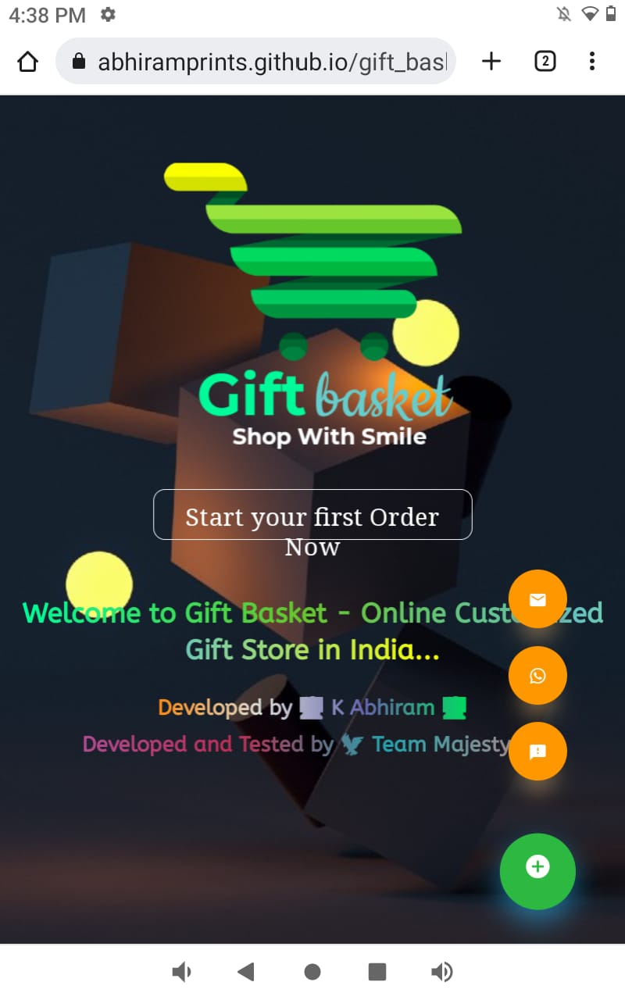 4:38 PM
abhiramprints.github.io/gift_bas
2
Gift basket
Shop With Smile
Start your first Order
Now
Welcome to Gift Basket - Online Cust zed
Gift Store in India...
Developed by K Abhiram
Developed and Tested by Team Majesty